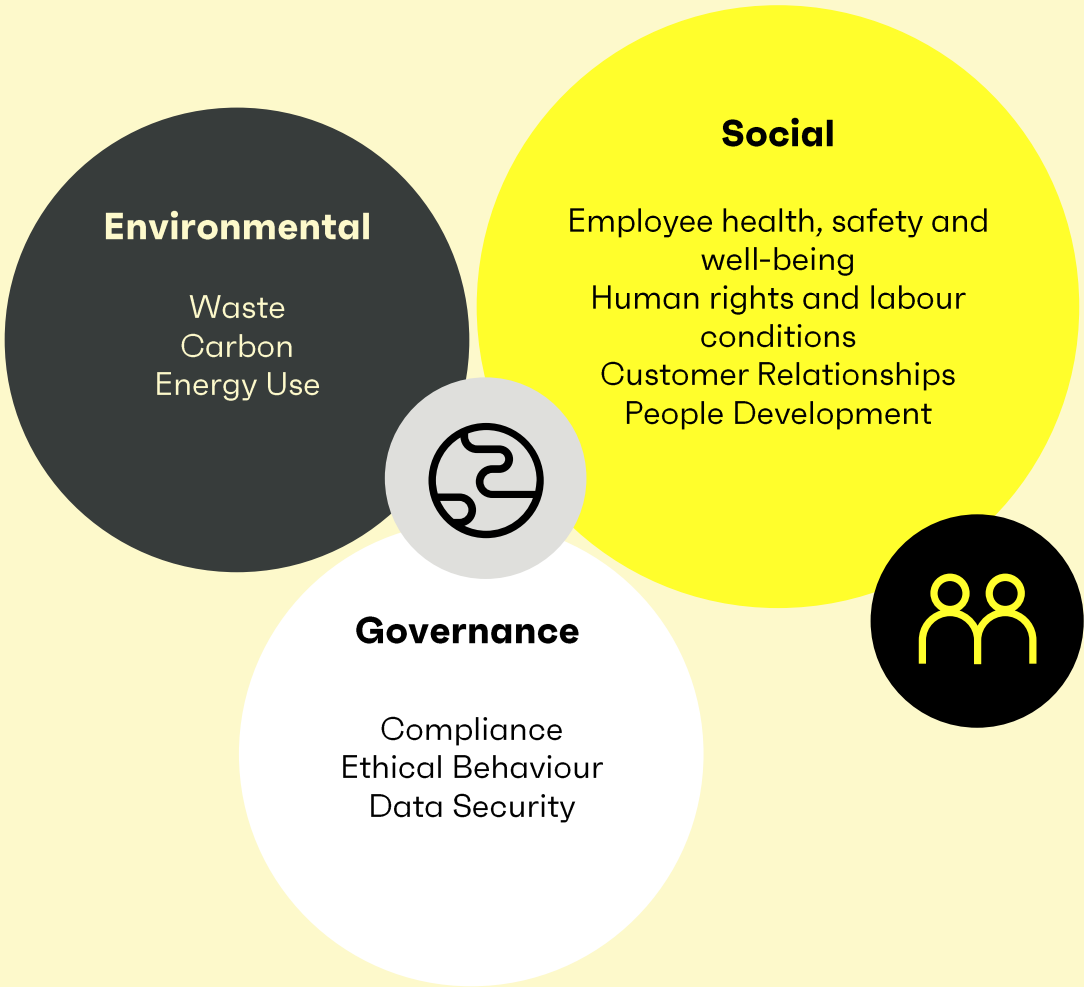 Environmental
Waste
Carbon
Energy Use
Social
Employee health, safety and
well-being
Human rights and labour
conditions
Customer Relationships
People Development
Governance
Compliance
Ethical Behaviour
Data Security